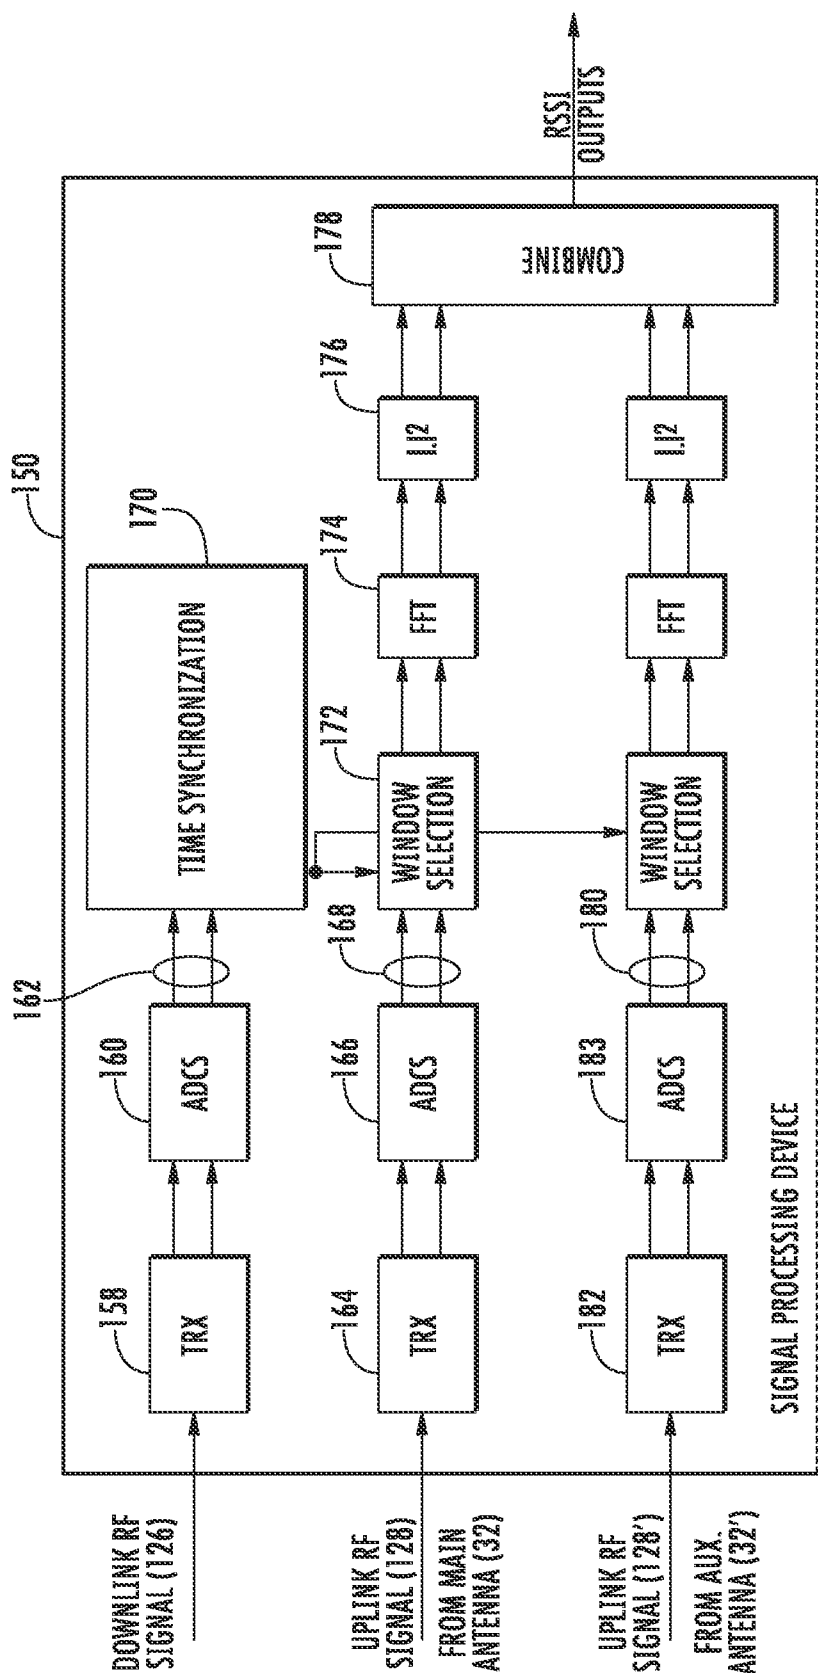 150
DOWNLINK RF
SIGNAL (126)
158
TRX
160
ADCS
162
170
TIME SYNCHRONIZATION
UPLINK RF
SIGNAL (128)
FROM MAIN
ANTENNA (32)
164
TRX
166
ADCS
168
172
WINDOW
SELECTION
174
FFT
176
|.|²
178
COMBINE
RSSI
OUTPUTS
UPLINK RF
SIGNAL (128')
FROM AUX.
ANTENNA (32')
182
TRX
183
ADCS
180
WINDOW
SELECTION
FFT
|.|²
SIGNAL PROCESSING DEVICE